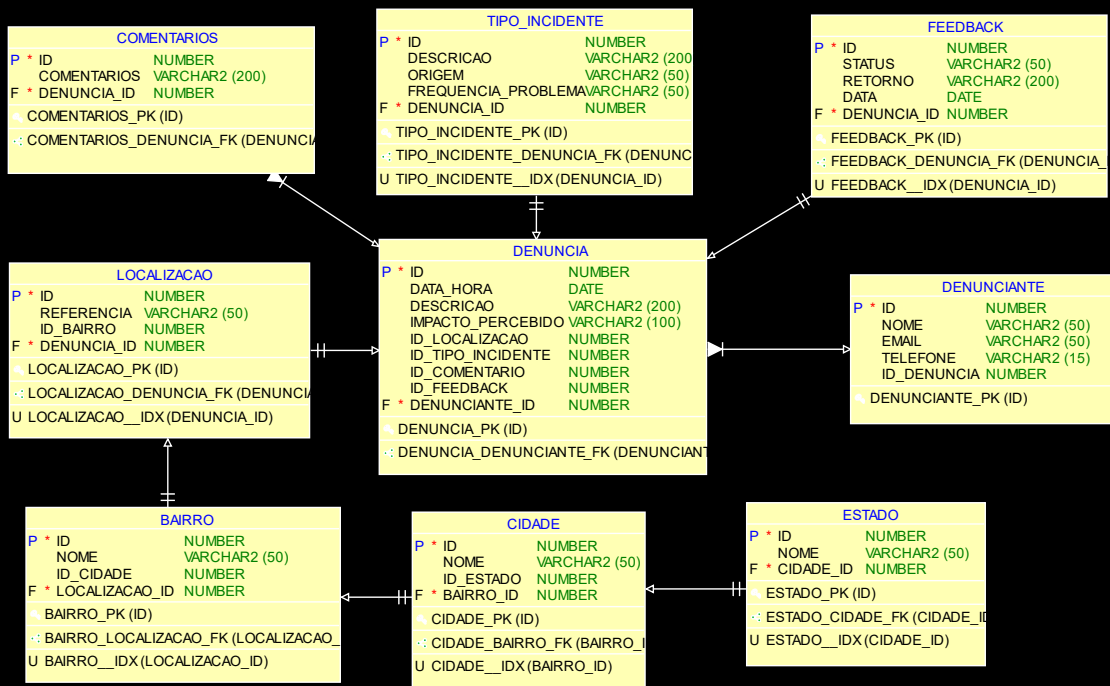 COMENTARIOS
P * ID NUMBER
COMENTARIOS VARCHAR2 (200)
F * DENUNCIA_ID NUMBER
COMENTARIOS_PK (ID)
COMENTARIOS_DENUNCIA_FK (DENUNCIA
TIPO_INCIDENTE
P * ID NUMBER
DESCRICAO VARCHAR2 (200
ORIGEM VARCHAR2 (50)
FREQUENCIA_PROBLEMA VARCHAR2 (50)
F * DENUNCIA_ID NUMBER
TIPO_INCIDENTE_PK (ID)
TIPO_INCIDENTE_DENUNCIA_FK (DENUNC
U TIPO_INCIDENTE__IDX (DENUNCIA_ID)
FEEDBACK
P * ID NUMBER
STATUS VARCHAR2 (50)
RETORNO VARCHAR2 (200)
DATA DATE
F * DENUNCIA_ID NUMBER
FEEDBACK_PK (ID)
FEEDBACK_DENUNCIA_FK (DENUNCIA_I
U FEEDBACK__IDX (DENUNCIA_ID)
LOCALIZACAO
P * ID NUMBER
REFERENCIA VARCHAR2 (50)
ID_BAIRRO NUMBER
F * DENUNCIA_ID NUMBER
LOCALIZACAO_PK (ID)
LOCALIZACAO_DENUNCIA_FK (DENUNCIA
U LOCALIZACAO__IDX (DENUNCIA_ID)
DENUNCIA
P * ID NUMBER
DATA_HORA DATE
DESCRICAO VARCHAR2 (200)
IMPACTO_PERCEBIDO VARCHAR2 (100)
ID_LOCALIZACAO NUMBER
ID_TIPO_INCIDENTE NUMBER
ID_COMENTARIO NUMBER
ID_FEEDBACK NUMBER
F * DENUNCIANTE_ID NUMBER
DENUNCIA_PK (ID)
DENUNCIA_DENUNCIANTE_FK (DENUNCIANT
DENUNCIANTE
P * ID NUMBER
NOME VARCHAR2 (50)
EMAIL VARCHAR2 (50)
TELEFONE VARCHAR2 (15)
ID_DENUNCIA NUMBER
DENUNCIANTE_PK (ID)
BAIRRO
P * ID NUMBER
NOME VARCHAR2 (50)
ID_CIDADE NUMBER
F * LOCALIZACAO_ID NUMBER
BAIRRO_PK (ID)
BAIRRO_LOCALIZACAO_FK (LOCALIZACAO_
U BAIRRO__IDX (LOCALIZACAO_ID)
CIDADE
P * ID NUMBER
NOME VARCHAR2 (50)
ID_ESTADO NUMBER
F * BAIRRO_ID NUMBER
CIDADE_PK (ID)
CIDADE_BAIRRO_FK (BAIRRO_I
U CIDADE__IDX (BAIRRO_ID)
ESTADO
P * ID NUMBER
NOME VARCHAR2 (50)
F * CIDADE_ID NUMBER
ESTADO_PK (ID)
ESTADO_CIDADE_FK (CIDADE_ID
U ESTADO__IDX (CIDADE_ID)